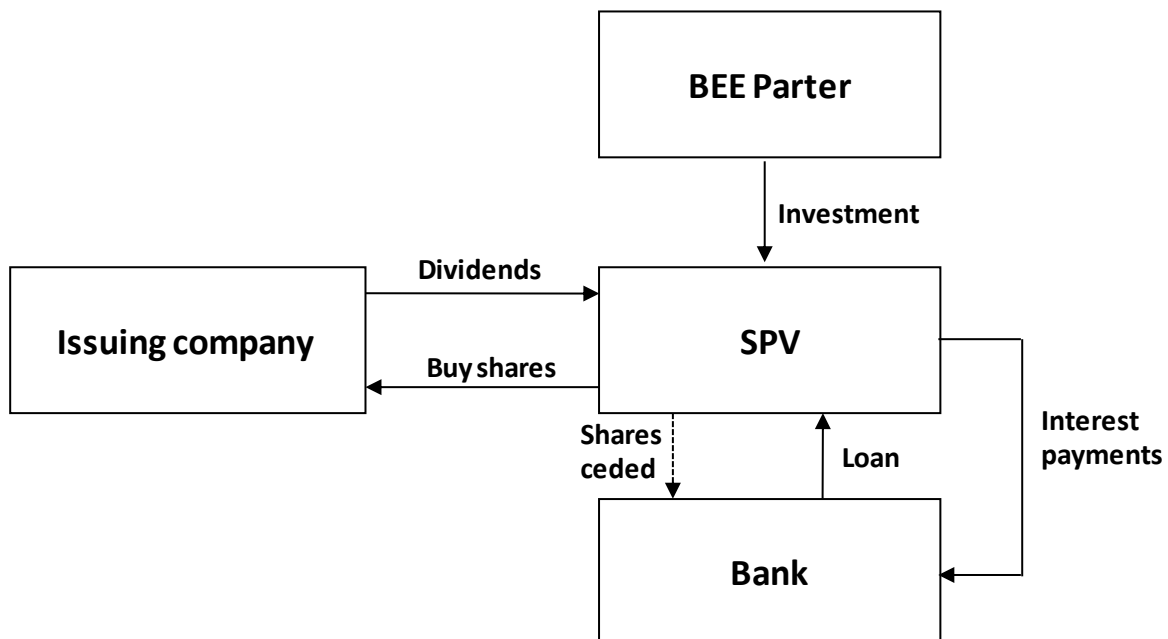 BEE Parter
Investment
Dividends
Issuing company
SPV
Buy shares
Shares
ceded
Loan
Interest
payments
Bank